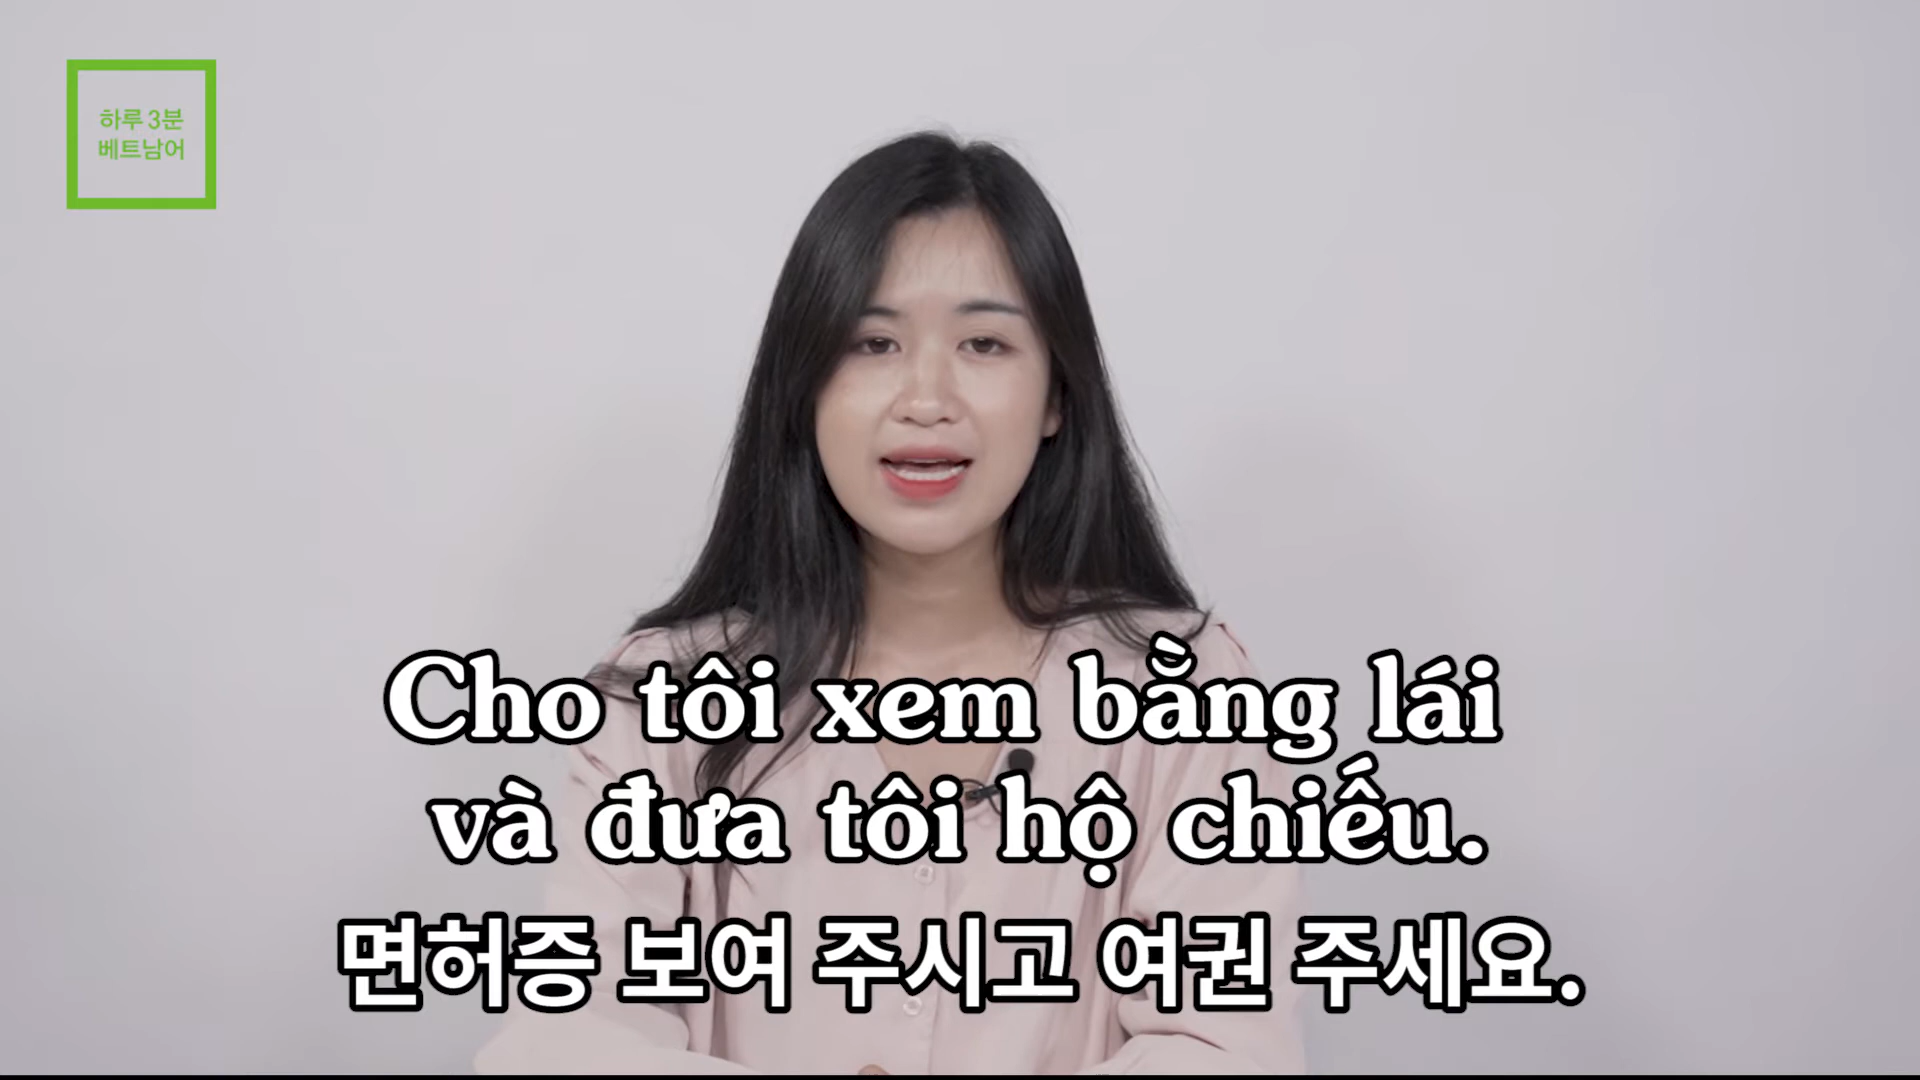 하루 3분
베트남어
Cho tôi xem bằng lái
và đưa tôi hộ chiếu.
면허증 보여 주시고 여권 주세요.